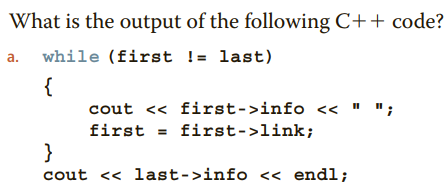 What is the output of the following C++ code?
a. while (first != last)
{
cout << first->info << " ";
first = first->link;
}
cout << last->info << endl;